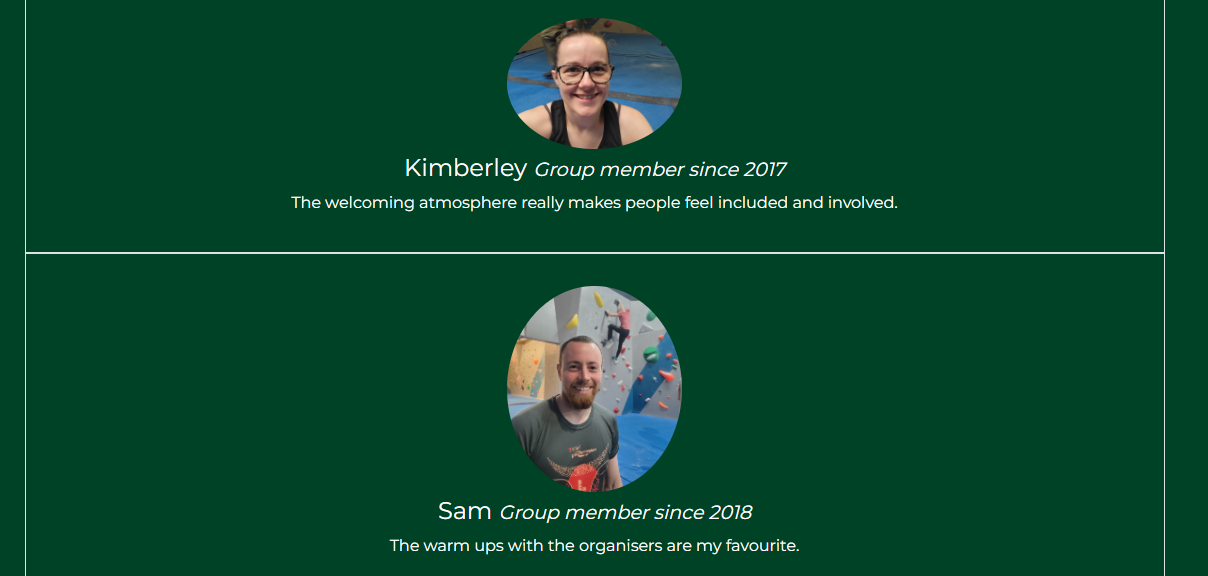 Kimberley Group member since 2017
The welcoming atmosphere really makes people feel included and involved.
Sam Group member since 2018
The warm ups with the organisers are my favourite.